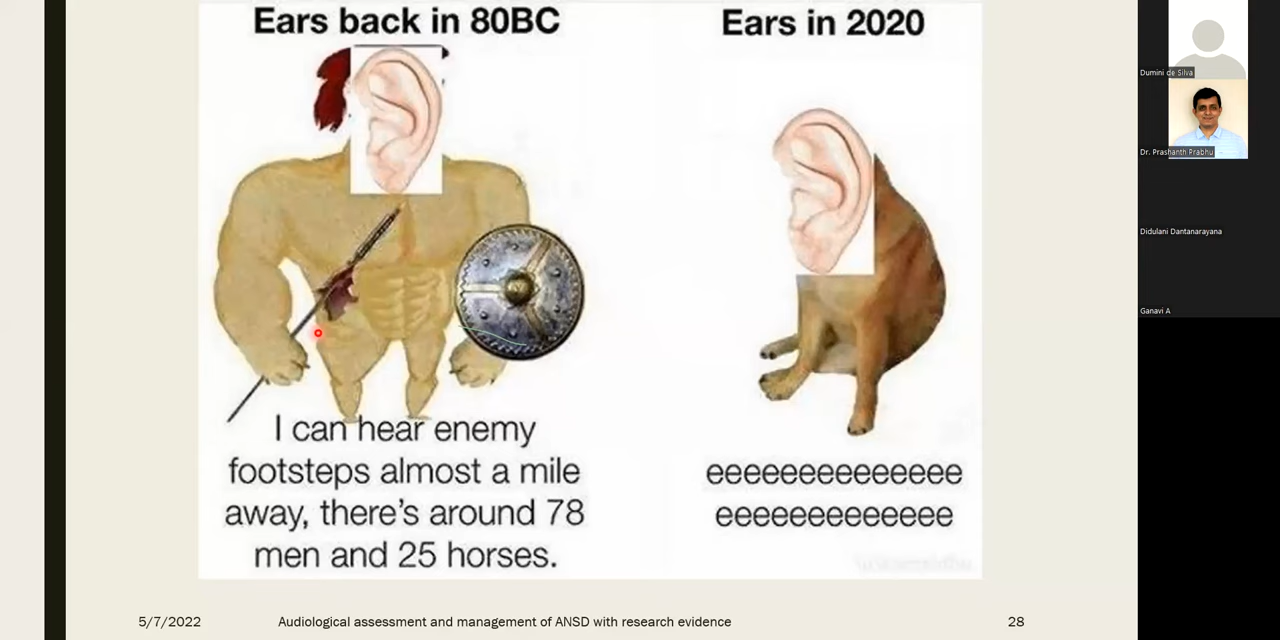 Ears back in 80BC
Ears in 2020
I can hear enemy
footsteps almost a mile
away, there's around 78
men and 25 horses.
eeeeeeeeeeeeee
eeeeeeeeeeeee
5/7/2022
Audiological assessment and management of ANSD with research evidence
28
Dumini de Silva
Dr. Prashanth Prabhu
Didulani Dantanarayana
Ganavi A